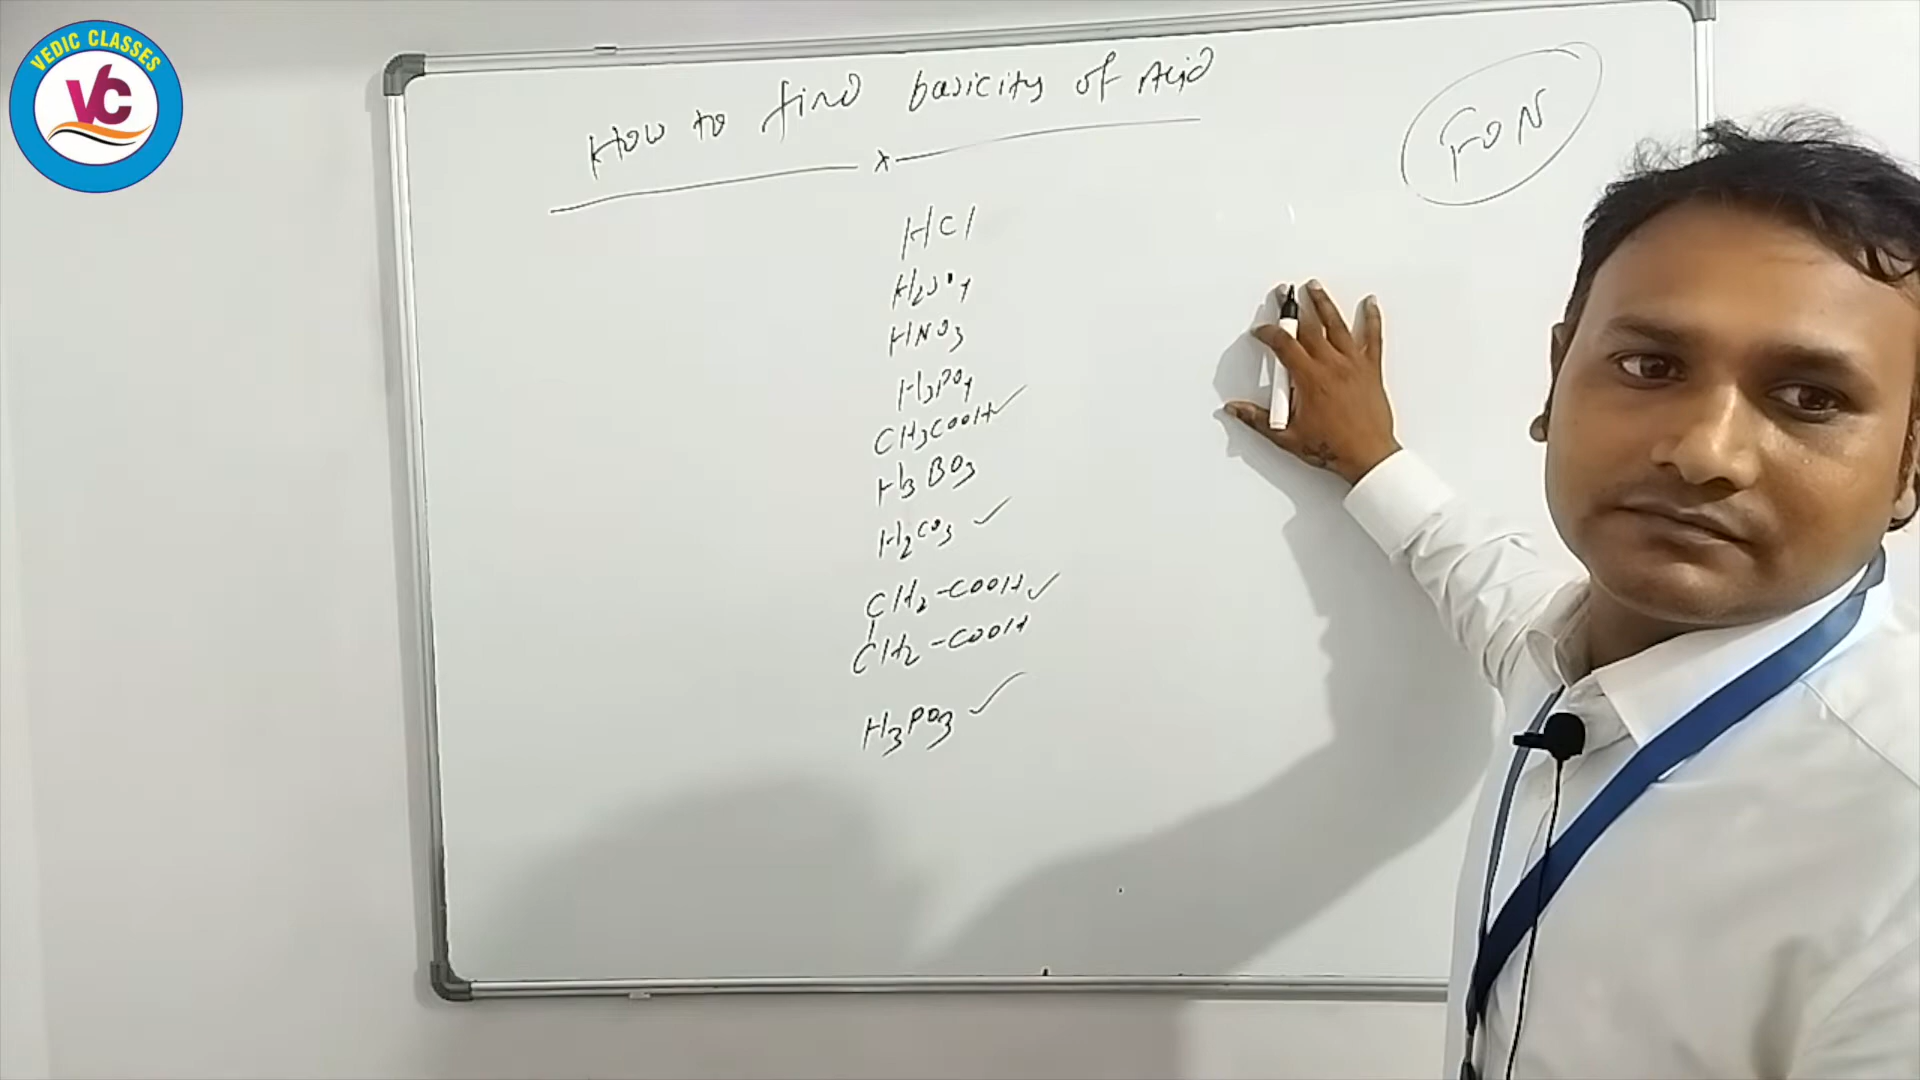 VEDIC CLASSES
VC
How to find basicity of Acid
x
FON
HCl
H2SO4
HNO3
H3PO4
CH3COOH ✓
H3BO3
H2CO3 ✓
CH2-COOH ✓
|
CH2-COOH
H3PO3 ✓